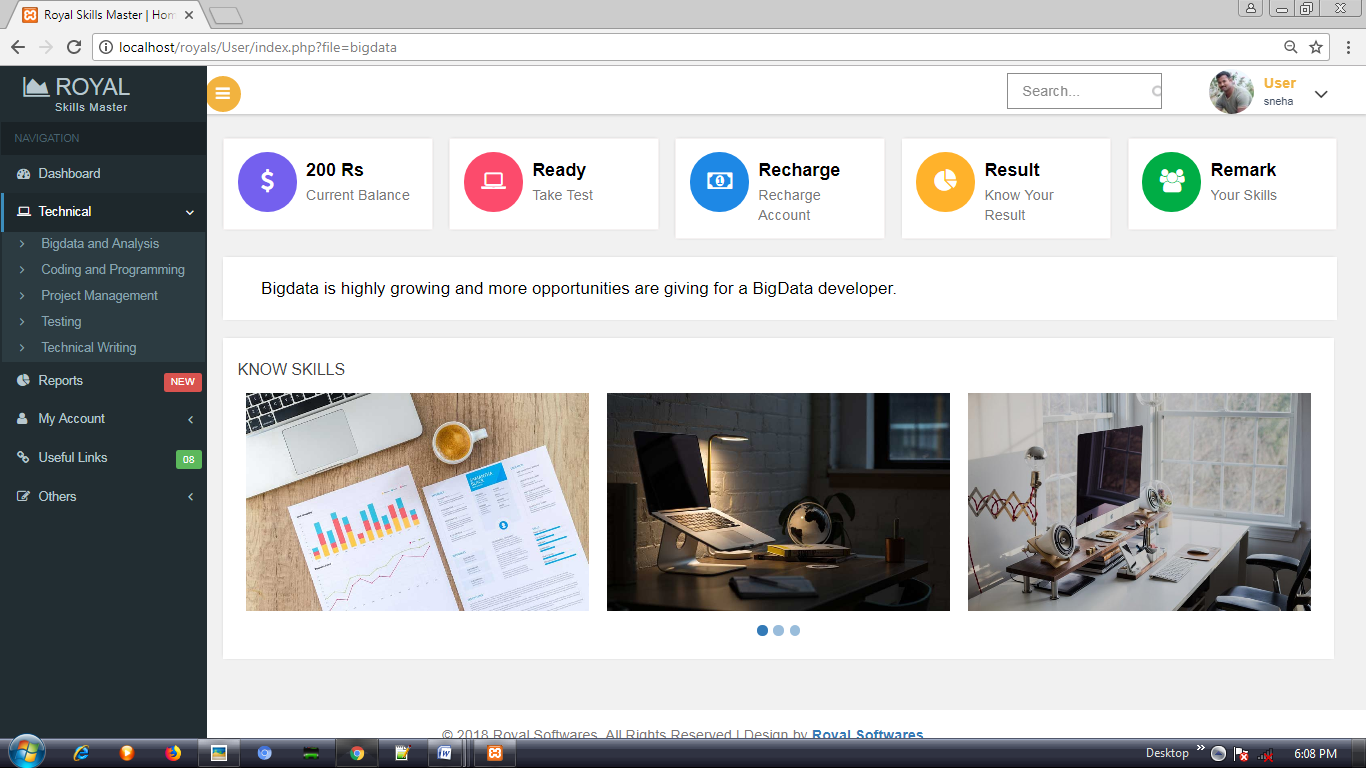 Royal Skills Master | Hom
localhost/royals/User/index.php?file=bigdata
ROYAL
Skills Master
Search...
User
sneha
NAVIGATION
Dashboard
Technical
Bigdata and Analysis
Coding and Programming
Project Management
Testing
Technical Writing
Reports
NEW
My Account
Useful Links
08
Others
200 Rs
Current Balance
Ready
Take Test
Recharge
Recharge
Account
Result
Know Your
Result
Remark
Your Skills
Bigdata is highly growing and more opportunities are giving for a BigData developer.
KNOW SKILLS
© 2018 Royal Softwares. All Rights Reserved | Design by Royal Softwares
Desktop
6:08 PM